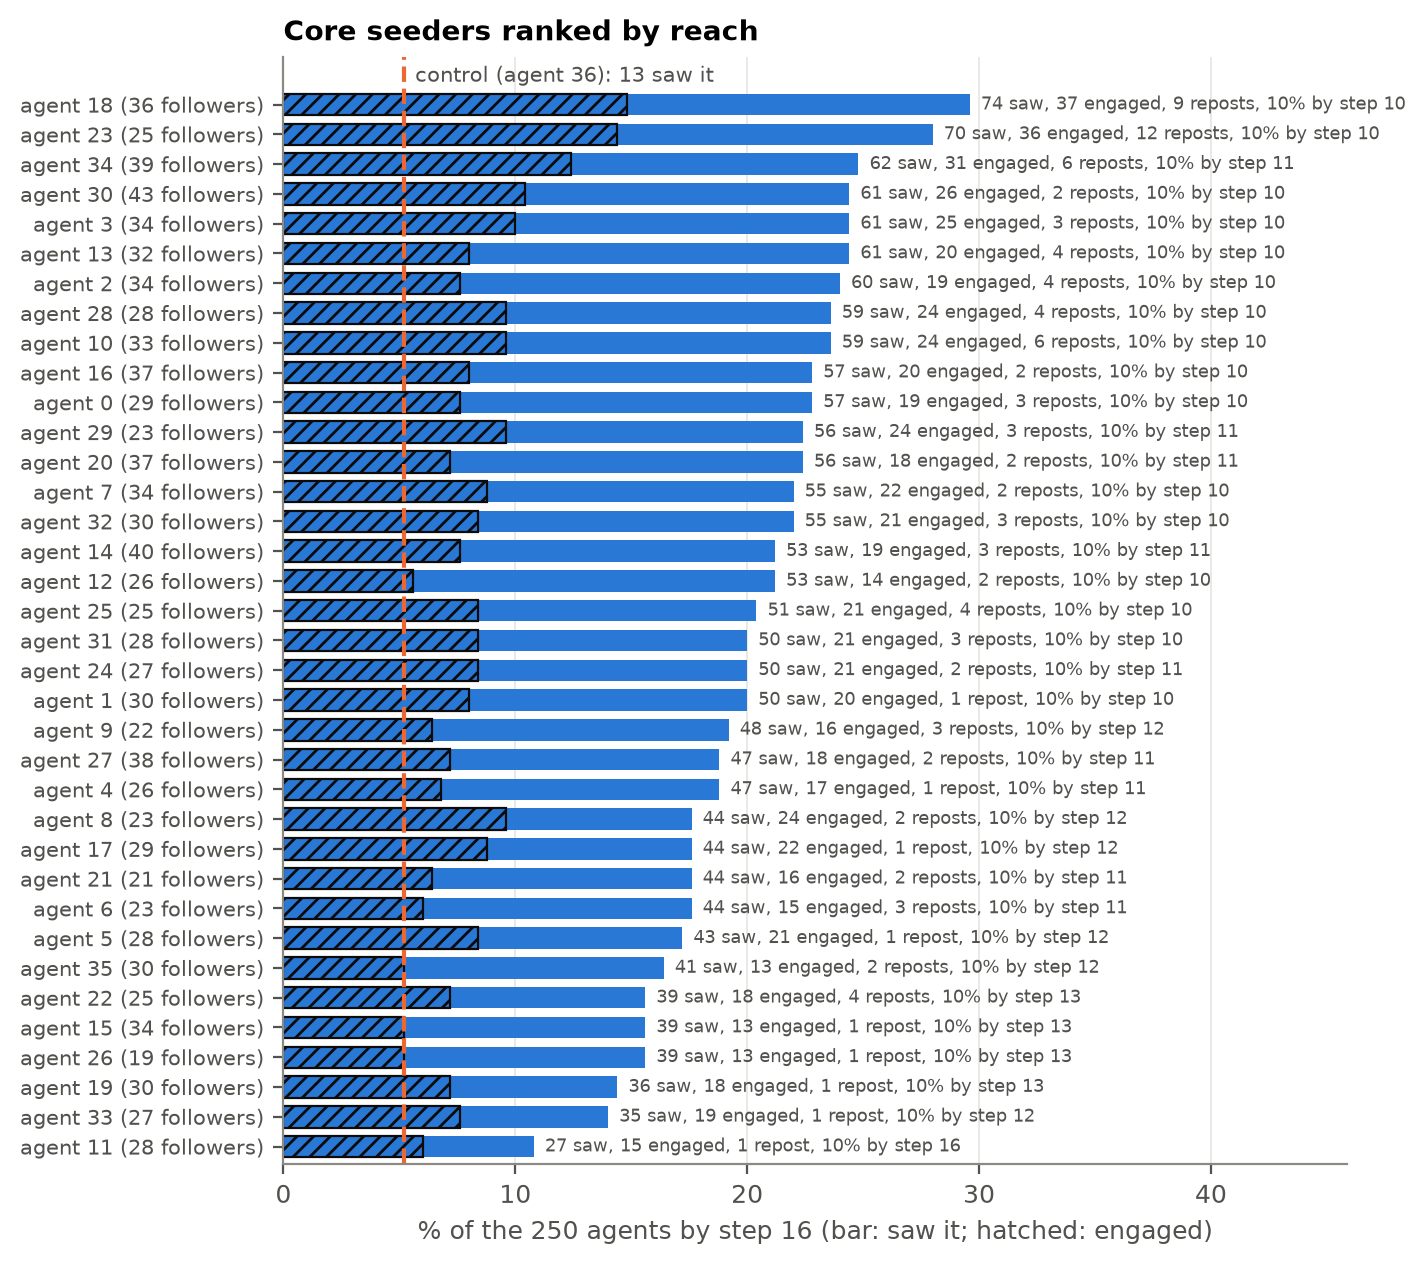 Core seeders ranked by reach
control (agent 36): 13 saw it
agent 18 (36 followers) 74 saw, 37 engaged, 9 reposts, 10% by step 10
agent 23 (25 followers) 70 saw, 36 engaged, 12 reposts, 10% by step 10
agent 34 (39 followers) 62 saw, 31 engaged, 6 reposts, 10% by step 11
agent 30 (43 followers) 61 saw, 26 engaged, 2 reposts, 10% by step 10
agent 3 (34 followers) 61 saw, 25 engaged, 3 reposts, 10% by step 10
agent 13 (32 followers) 61 saw, 20 engaged, 4 reposts, 10% by step 10
agent 2 (34 followers) 60 saw, 19 engaged, 4 reposts, 10% by step 10
agent 28 (28 followers) 59 saw, 24 engaged, 4 reposts, 10% by step 10
agent 10 (33 followers) 59 saw, 24 engaged, 6 reposts, 10% by step 10
agent 16 (37 followers) 57 saw, 20 engaged, 2 reposts, 10% by step 10
agent 0 (29 followers) 57 saw, 19 engaged, 3 reposts, 10% by step 10
agent 29 (23 followers) 56 saw, 24 engaged, 3 reposts, 10% by step 11
agent 20 (37 followers) 56 saw, 18 engaged, 2 reposts, 10% by step 11
agent 7 (34 followers) 55 saw, 22 engaged, 2 reposts, 10% by step 10
agent 32 (30 followers) 55 saw, 21 engaged, 3 reposts, 10% by step 10
agent 14 (40 followers) 53 saw, 19 engaged, 3 reposts, 10% by step 11
agent 12 (26 followers) 53 saw, 14 engaged, 2 reposts, 10% by step 10
agent 25 (25 followers) 51 saw, 21 engaged, 4 reposts, 10% by step 10
agent 31 (28 followers) 50 saw, 21 engaged, 3 reposts, 10% by step 10
agent 24 (27 followers) 50 saw, 21 engaged, 2 reposts, 10% by step 11
agent 1 (30 followers) 50 saw, 20 engaged, 1 repost, 10% by step 10
agent 9 (22 followers) 48 saw, 16 engaged, 3 reposts, 10% by step 12
agent 27 (38 followers) 47 saw, 18 engaged, 2 reposts, 10% by step 11
agent 4 (26 followers) 47 saw, 17 engaged, 1 repost, 10% by step 11
agent 8 (23 followers) 44 saw, 24 engaged, 2 reposts, 10% by step 12
agent 17 (29 followers) 44 saw, 22 engaged, 1 repost, 10% by step 12
agent 21 (21 followers) 44 saw, 16 engaged, 2 reposts, 10% by step 11
agent 6 (23 followers) 44 saw, 15 engaged, 3 reposts, 10% by step 11
agent 5 (28 followers) 43 saw, 21 engaged, 1 repost, 10% by step 12
agent 35 (30 followers) 41 saw, 13 engaged, 2 reposts, 10% by step 12
agent 22 (25 followers) 39 saw, 18 engaged, 4 reposts, 10% by step 13
agent 15 (34 followers) 39 saw, 13 engaged, 1 repost, 10% by step 13
agent 26 (19 followers) 39 saw, 13 engaged, 1 repost, 10% by step 13
agent 19 (30 followers) 36 saw, 18 engaged, 1 repost, 10% by step 13
agent 33 (27 followers) 35 saw, 19 engaged, 1 repost, 10% by step 12
agent 11 (28 followers) 27 saw, 15 engaged, 1 repost, 10% by step 16
0 10 20 30 40
% of the 250 agents by step 16 (bar: saw it; hatched: engaged)